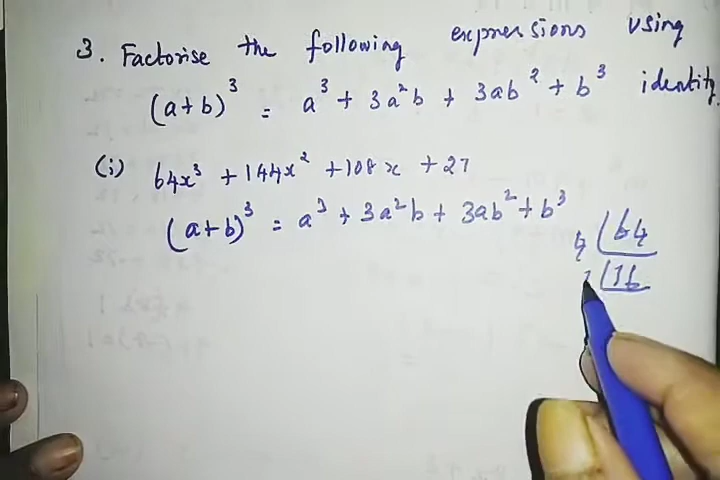 3. Factorise the following expressions using
(a+b)³ = a³ + 3a²b + 3ab² + b³ identity.
(i) 64x³ + 144x² + 108x + 27
(a+b)³ = a³ + 3a²b + 3ab² + b³
4 64
16